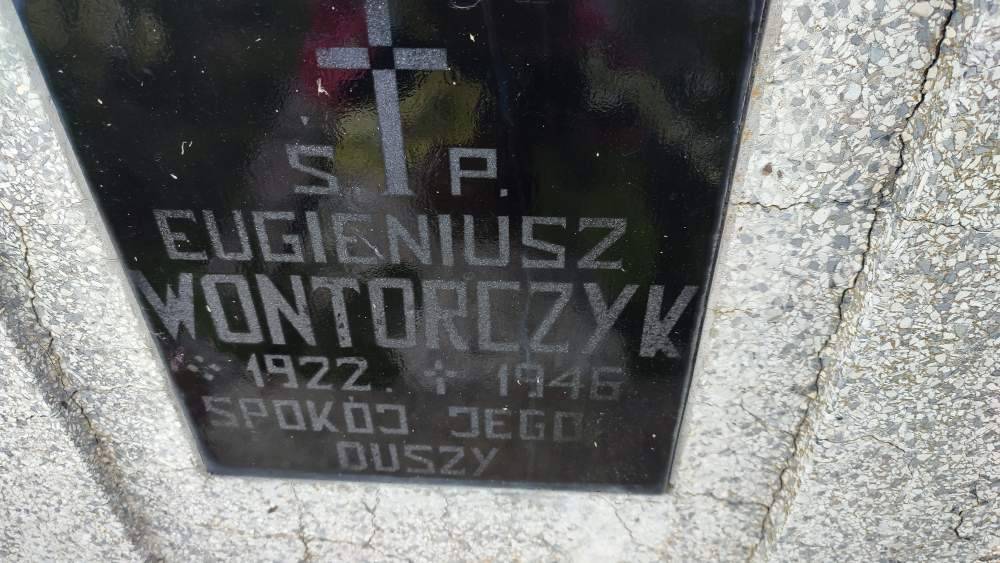 Ś. P.
EUGIENIUSZ
WONTORCZYK
* 1922. + 1946
SPOKÓJ JEGO
DUSZY